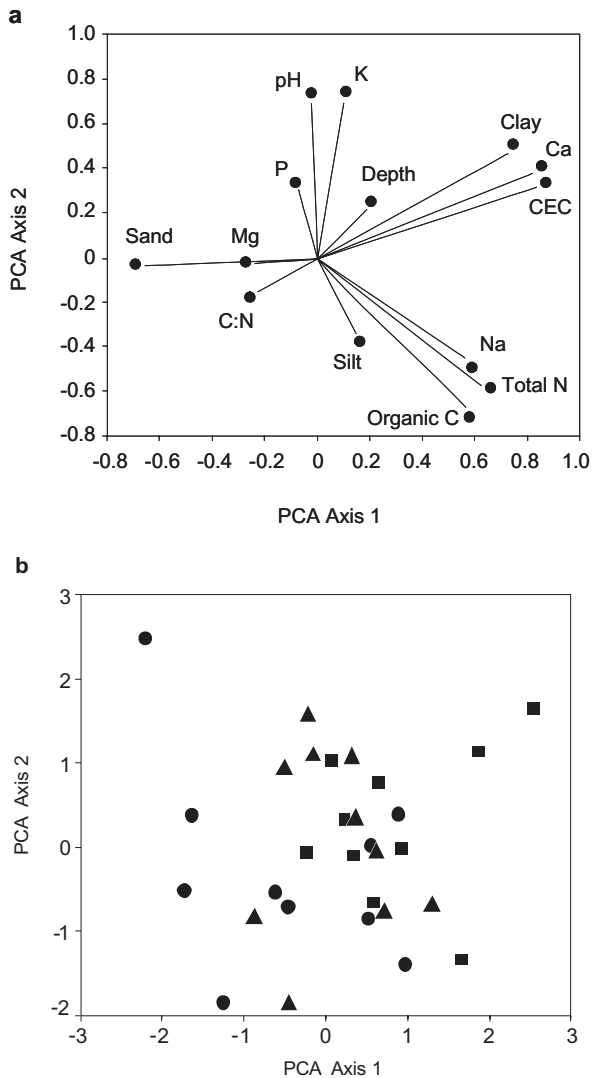 a
1.0
0.8
0.6
0.4
0.2
0
-0.2
-0.4
-0.6
-0.8
PCA Axis 2
pH
K
Clay
Ca
P
Depth
CEC
Sand
Mg
C:N
Silt
Na
Total N
Organic C
-0.8 -0.6 -0.4 -0.2 0 0.2 0.4 0.6 0.8 1.0
PCA Axis 1
b
3
2
1
0
-1
-2
PCA Axis 2
-3 -2 -1 0 1 2 3
PCA Axis 1